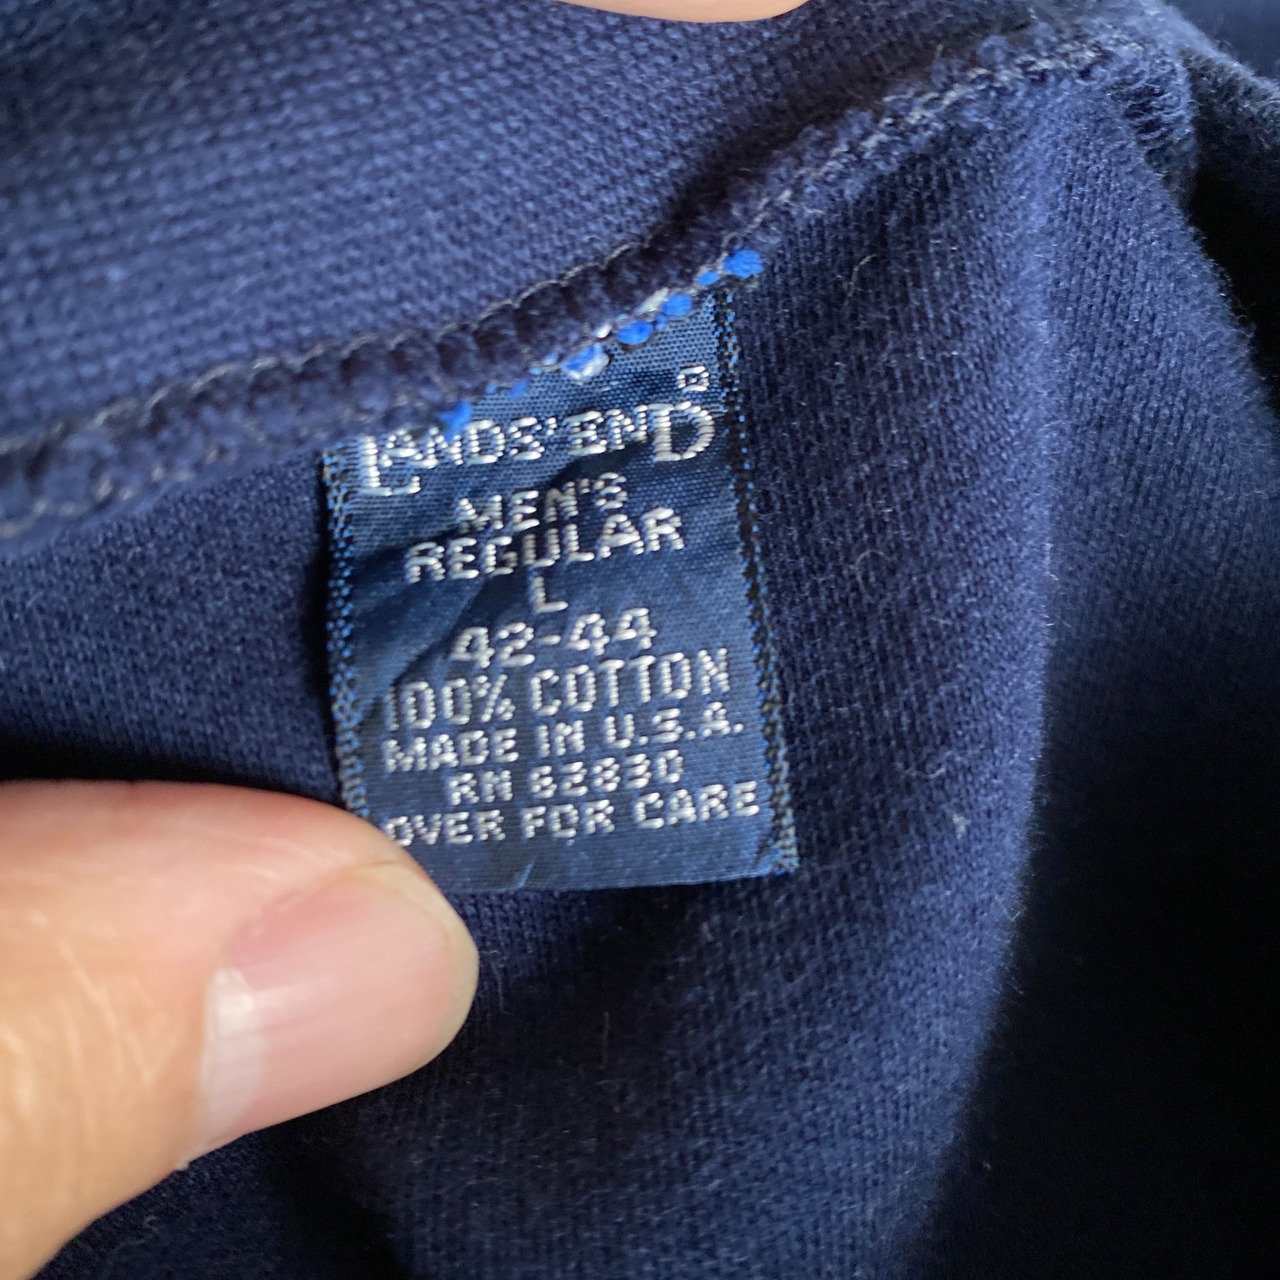 LANDS' END®
MEN'S
REGULAR
L
42-44
100% COTTON
MADE IN U.S.A.
RN 62830
OVER FOR CARE